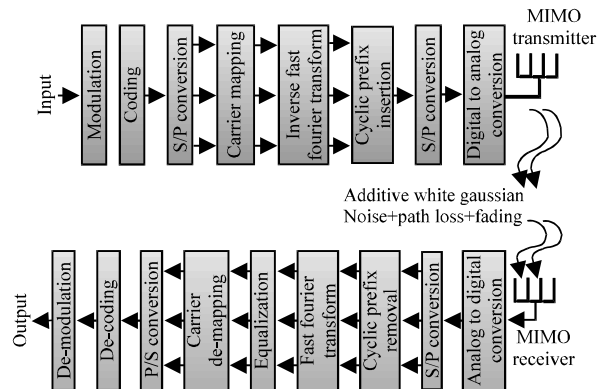 Input
Modulation
Coding
S/P conversion
Carrier mapping
Inverse fast
fourier transform
Cyclic prefix
insertion
S/P conversion
Digital to analog
conversion
MIMO
transmitter
Additive white gaussian
Noise+path loss+fading
Output
De-modulation
De-coding
P/S conversion
Carrier
de-mapping
Equalization
Fast fourier
transform
Cyclic prefix
removal
S/P conversion
Analog to digital
conversion
MIMO
receiver